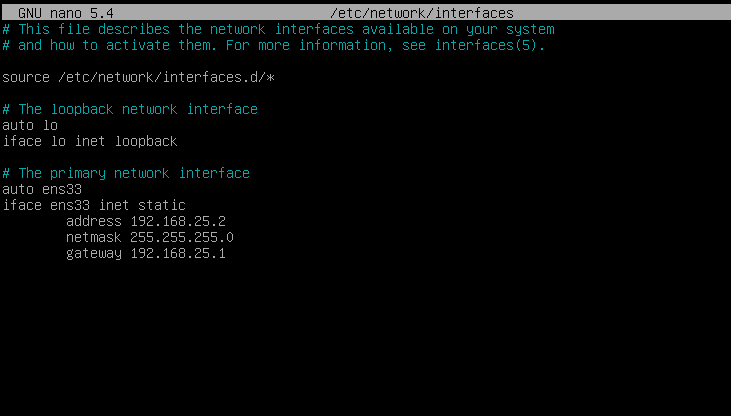 GNU nano 5.4 /etc/network/interfaces
# This file describes the network interfaces available on your system
# and how to activate them. For more information, see interfaces(5).
source /etc/network/interfaces.d/*
# The loopback network interface
auto lo
iface lo inet loopback
# The primary network interface
auto ens33
iface ens33 inet static
address 192.168.25.2
netmask 255.255.255.0
gateway 192.168.25.1